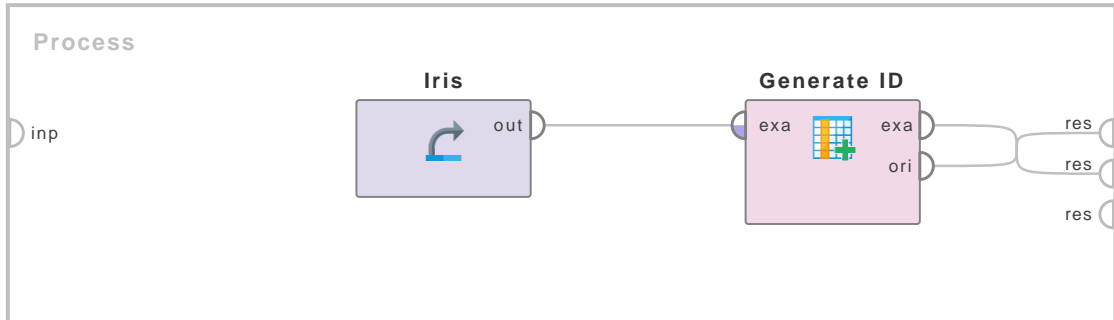 Process
Iris
Generate ID
inp
out
exa
exa
res
ori
res
res